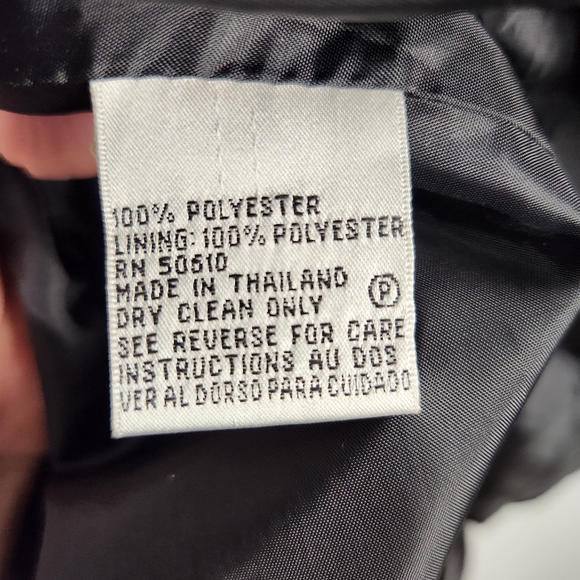 100% POLYESTER
LINING: 100% POLYESTER
RN 50610
MADE IN THAILAND
DRY CLEAN ONLY Ⓟ
SEE REVERSE FOR CARE
INSTRUCTIONS AU DOS
VER AL DORSO PARA CUIDADO